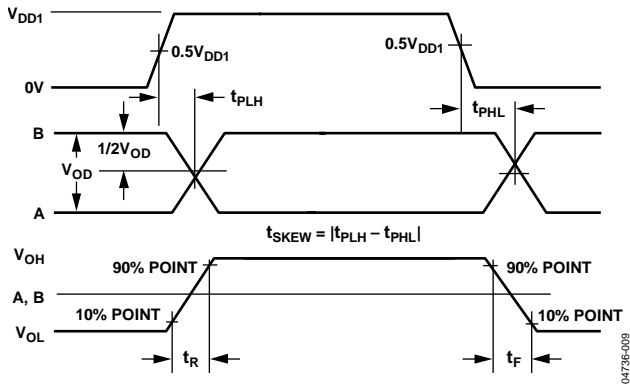 VDD1
0.5VDD1
0.5VDD1
0V
tPLH
tPHL
B
1/2VOD
VOD
A
tSKEW = |tPLH – tPHL|
VOH
90% POINT
90% POINT
A, B
10% POINT
10% POINT
VOL
tR
tF
04736-009